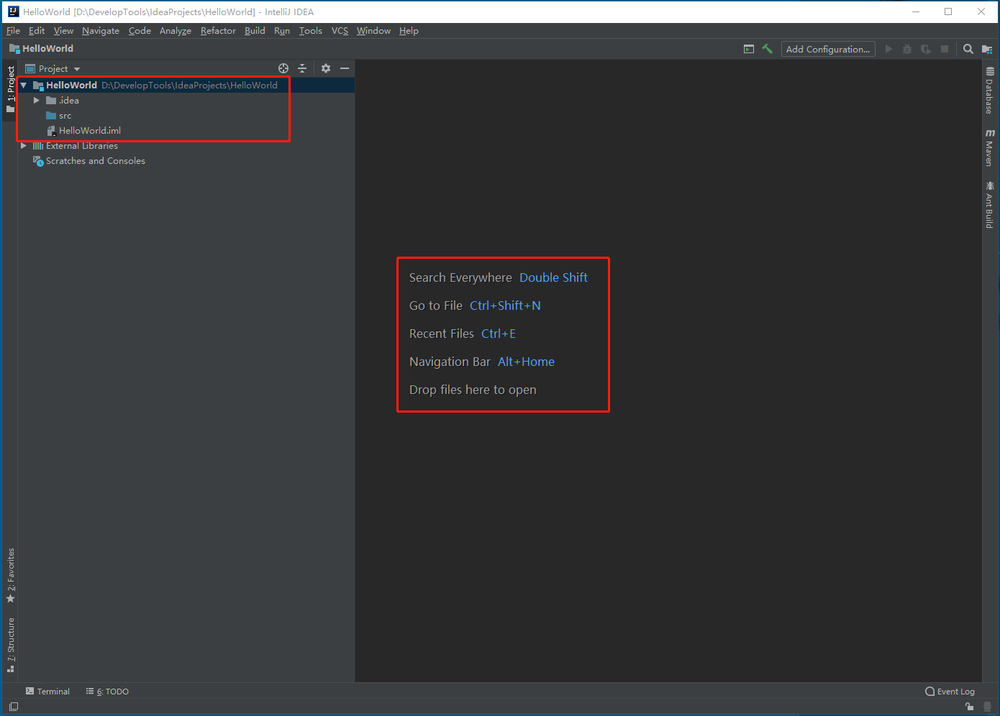 HelloWorld [D:\DevelopTools\IdeaProjects\HelloWorld] - IntelliJ IDEA
File Edit View Navigate Code Analyze Refactor Build Run Tools VCS Window Help
HelloWorld
Add Configuration...
1: Project
Project
HelloWorld D:\DevelopTools\IdeaProjects\HelloWorld
.idea
src
HelloWorld.iml
External Libraries
Scratches and Consoles
Search Everywhere Double Shift
Go to File Ctrl+Shift+N
Recent Files Ctrl+E
Navigation Bar Alt+Home
Drop files here to open
Database
Maven
Ant Build
2: Favorites
7: Structure
Terminal
6: TODO
Event Log